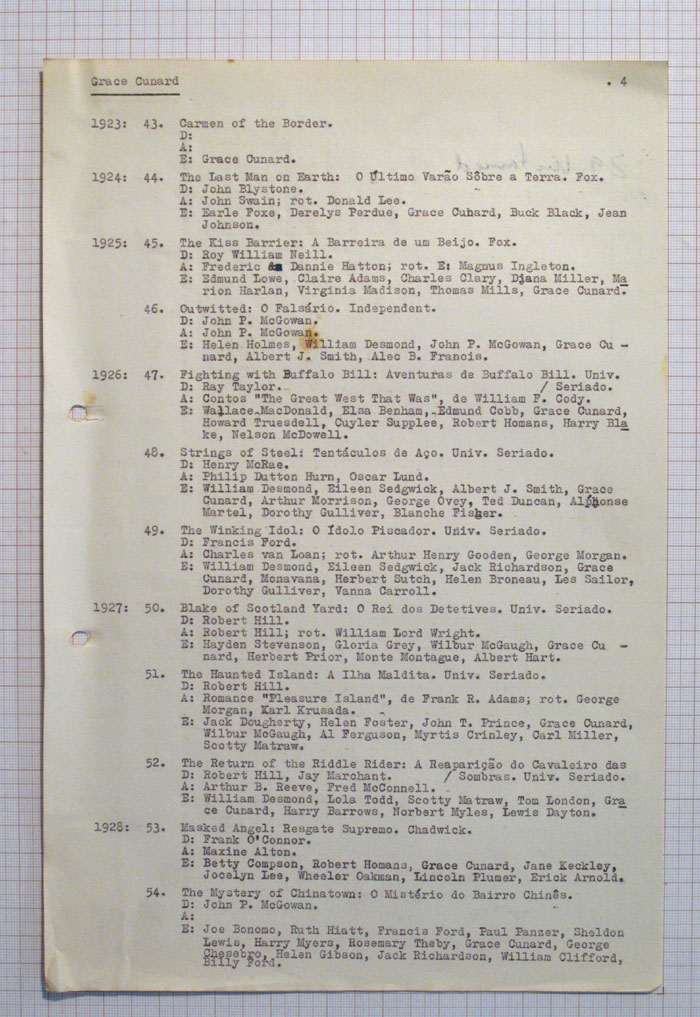 Grace Cunard . 4
1923: 43. Carmen of the Border.
D:
A:
E: Grace Cunard.
1924: 44. The Last Man on Earth: O Último Varão Sôbre a Terra. Fox.
D: John Blystone.
A: John Swain; rot. Donald Lee.
E: Earle Foxe, Derelys Perdue, Grace Cunard, Buck Black, Jean
Johnson.
1925: 45. The Kiss Barrier: A Barreira de um Beijo. Fox.
D: Roy William Neill.
A: Frederic & Dannie Hatton; rot. E: Magnus Ingleton.
E: Edmund Lowe, Claire Adams, Charles Clary, Diana Miller, Ma
rion Harlan, Virginia Madison, Thomas Mills, Grace Cunard.
46. Outwitted: O Falsário. Independent.
D: John P. McGowan.
A: John P. McGowan.
E: Helen Holmes, William Desmond, John P. McGowan, Grace Cu -
nard, Albert J. Smith, Alec B. Francis.
1926: 47. Fighting with Buffalo Bill: Aventuras de Buffalo Bill. Univ.
D: Ray Taylor. / Seriado.
A: Contos "The Great West That Was", de William F. Cody.
E: Wallace MacDonald, Elsa Benham, Edmund Cobb, Grace Cunard,
Howard Truesdell, Cuyler Supplee, Robert Homans, Harry Bla
ke, Nelson McDowell.
48. Strings of Steel: Tentáculos de Aço. Univ. Seriado.
D: Henry McRae.
A: Philip Dutton Hurn, Oscar Lund.
E: William Desmond, Eileen Sedgwick, Albert J. Smith, Grace
Cunard, Arthur Morrison, George Ovey, Ted Duncan, Alphonse
Martel, Dorothy Gulliver, Blanche Fisher.
49. The Winking Idol: O Ídolo Piscador. Univ. Seriado.
D: Francis Ford.
A: Charles van Loan; rot. Arthur Henry Gooden, George Morgan.
E: William Desmond, Eileen Sedgwick, Jack Richardson, Grace
Cunard, Monavana, Herbert Sutch, Helen Broneau, Les Sailor,
Dorothy Gulliver, Vanna Carroll.
1927: 50. Blake of Scotland Yard: O Rei dos Detetives. Univ. Seriado.
D: Robert Hill.
A: Robert Hill; rot. William Lord Wright.
E: Hayden Stevenson, Gloria Grey, Wilbur McGaugh, Grace Cu -
nard, Herbert Prior, Monte Montague, Albert Hart.
51. The Haunted Island: A Ilha Maldita. Univ. Seriado.
D: Robert Hill.
A: Romance "Pleasure Island", de Frank R. Adams; rot. George
Morgan, Karl Krusada.
E: Jack Dougherty, Helen Foster, John T. Prince, Grace Cunard,
Wilbur McGaugh, Al Ferguson, Myrtis Crinley, Carl Miller,
Scotty Matraw.
52. The Return of the Riddle Rider: A Reaparição do Cavaleiro das
D: Robert Hill, Jay Marchant. / Sombras. Univ. Seriado.
A: Arthur B. Reeve, Fred McConnell.
E: William Desmond, Lola Todd, Scotty Matraw, Tom London, Gra
ce Cunard, Harry Barrows, Norbert Myles, Lewis Dayton.
1928: 53. Masked Angel: Resgate Supremo. Chadwick.
D: Frank O'Connor.
A: Maxine Alton.
E: Betty Compson, Robert Homans, Grace Cunard, Jane Keckley,
Jocelyn Lee, Wheeler Oakman, Lincoln Plumer, Erick Arnold.
54. The Mystery of Chinatown: O Mistério do Bairro Chinês.
D: John P. McGowan.
A:
E: Joe Bonomo, Ruth Hiatt, Francis Ford, Paul Panzer, Sheldon
Lewis, Harry Myers, Rosemary Theby, Grace Cunard, George
Chesebro, Helen Gibson, Jack Richardson, William Clifford,
Billy Ford.